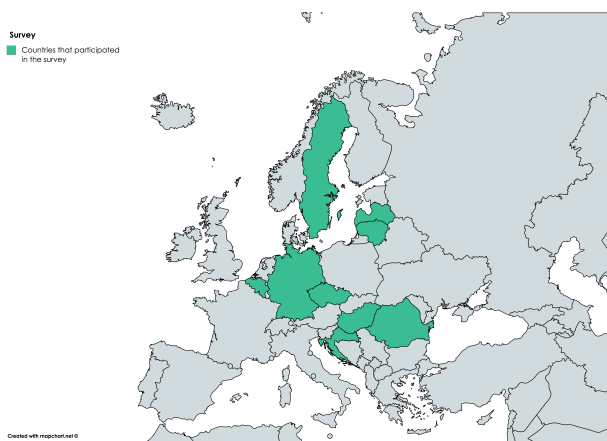 Survey
Countries that participated
in the survey
Created with mapchart.net ©